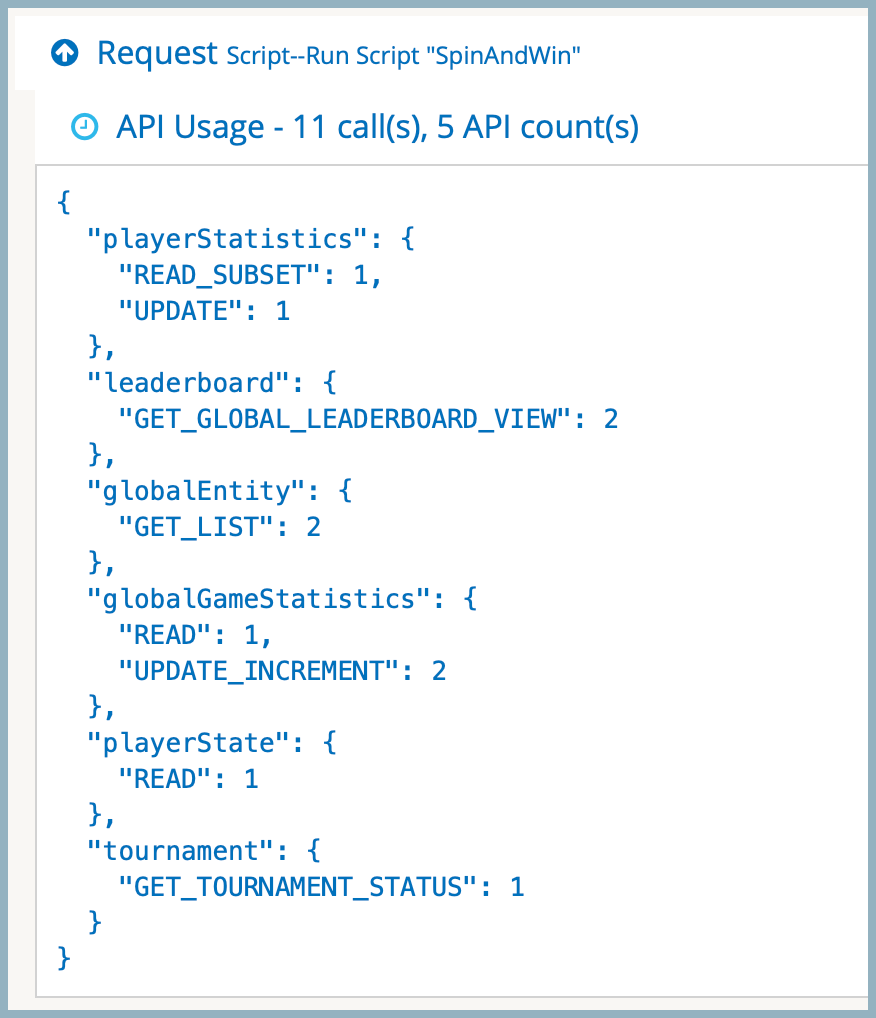 Request Script--Run Script "SpinAndWin"
API Usage - 11 call(s), 5 API count(s)
{
  "playerStatistics": {
    "READ_SUBSET": 1,
    "UPDATE": 1
  },
  "leaderboard": {
    "GET_GLOBAL_LEADERBOARD_VIEW": 2
  },
  "globalEntity": {
    "GET_LIST": 2
  },
  "globalGameStatistics": {
    "READ": 1,
    "UPDATE_INCREMENT": 2
  },
  "playerState": {
    "READ": 1
  },
  "tournament": {
    "GET_TOURNAMENT_STATUS": 1
  }
}